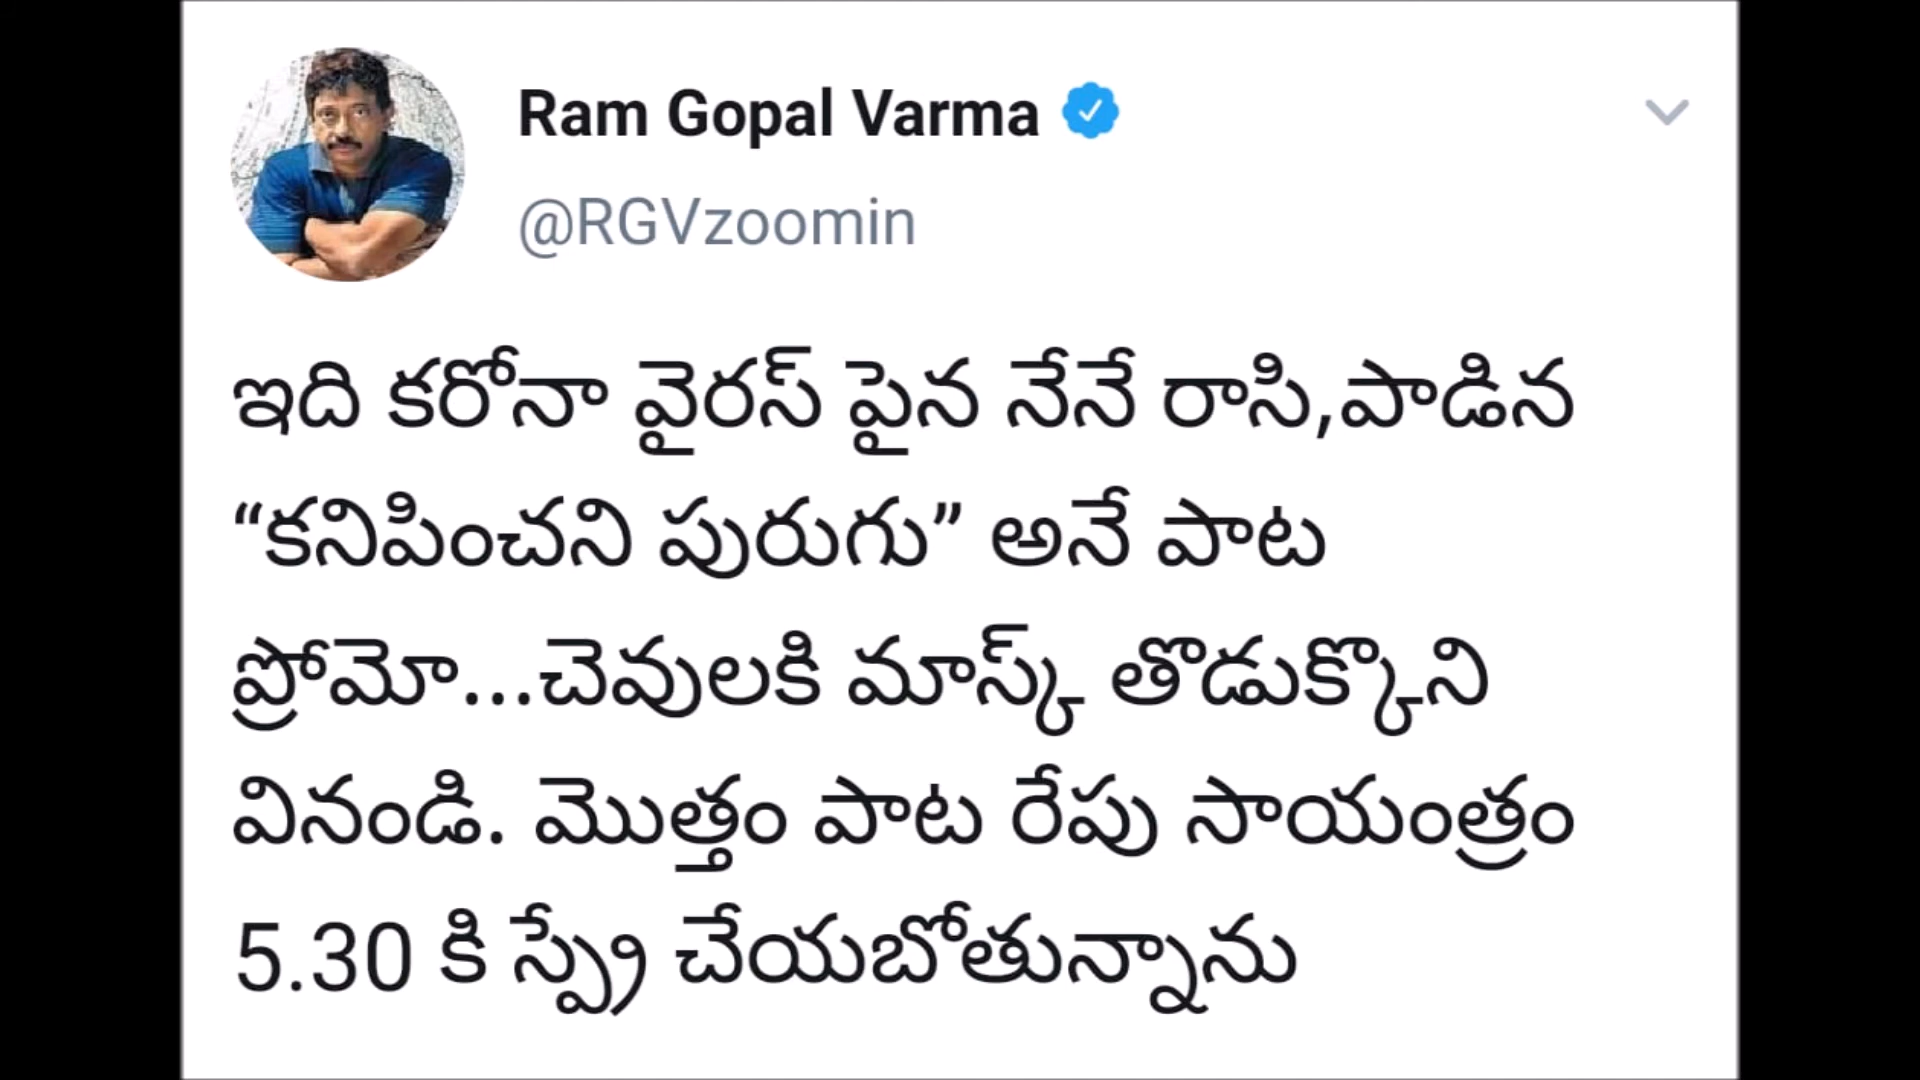 Ram Gopal Varma
@RGVzoomin
ఇది కరోనా వైరస్ పైన నేనే రాసి,పాడిన
“కనిపించని పురుగు” అనే పాట
ప్రోమో...చెవులకి మాస్క్ తొడుక్కొని
వినండి. మొత్తం పాట రేపు సాయంత్రం
5.30 కి స్ప్రే చేయబోతున్నాను